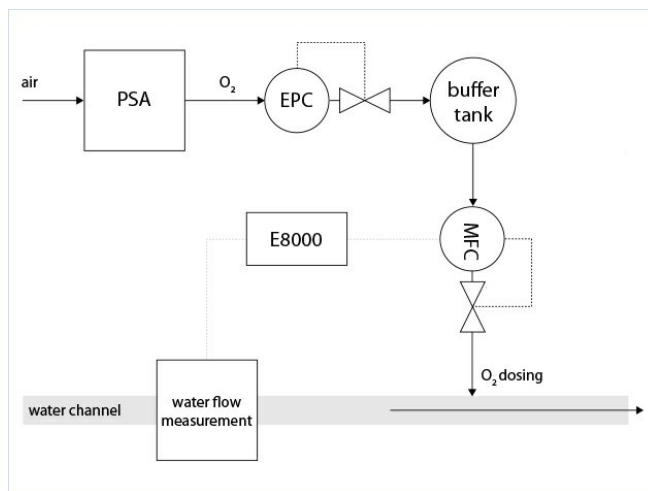 air
PSA
O₂
EPC
buffer
tank
E8000
MFC
O₂ dosing
water channel
water flow
measurement